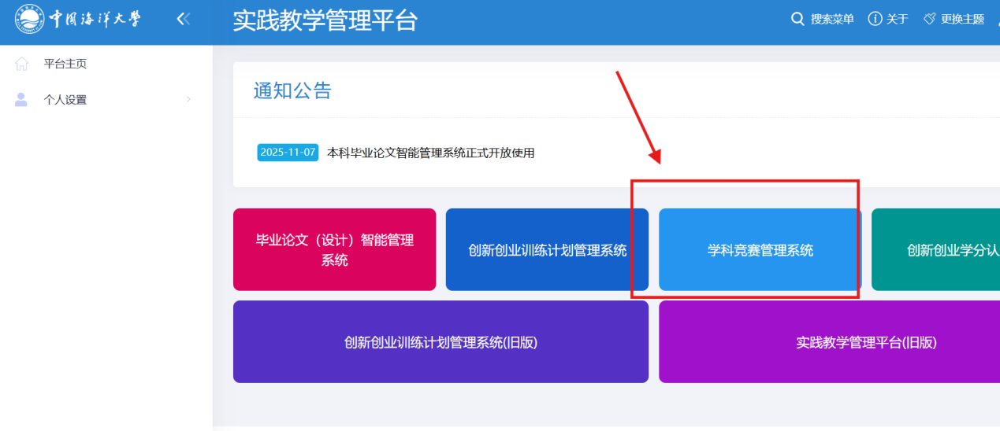 中国海洋大学
实践教学管理平台
搜索菜单
关于
更换主题
平台主页
个人设置
通知公告
2025-11-07 本科毕业论文智能管理系统正式开放使用
毕业论文（设计）智能管理
系统
创新创业训练计划管理系统
学科竞赛管理系统
创新创业学分认
创新创业训练计划管理系统(旧版)
实践教学管理平台(旧版)